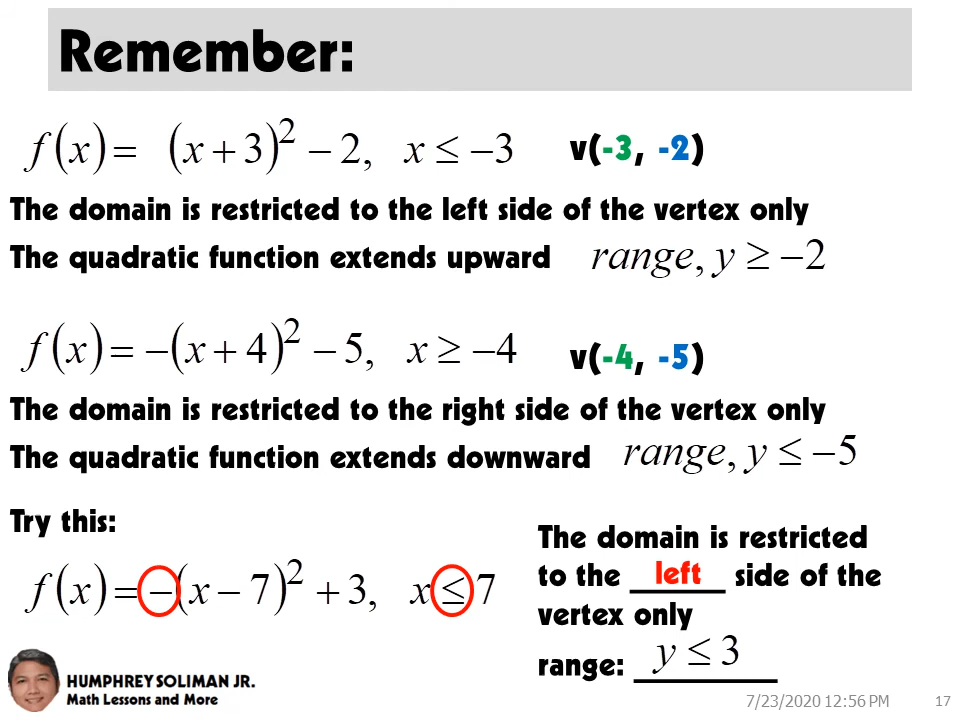 Remember:
f(x) = (x + 3)² − 2, x ≤ −3 v(-3, -2)
The domain is restricted to the left side of the vertex only
The quadratic function extends upward range, y ≥ −2
f(x) = −(x + 4)² − 5, x ≥ −4 v(-4, -5)
The domain is restricted to the right side of the vertex only
The quadratic function extends downward range, y ≤ −5
Try this:
f(x) = −(x − 7)² + 3, x ≤ 7
The domain is restricted
to the left side of the
vertex only
range: y ≤ 3
HUMPHREY SOLIMAN JR.
Math Lessons and More
7/23/2020 12:56 PM 17